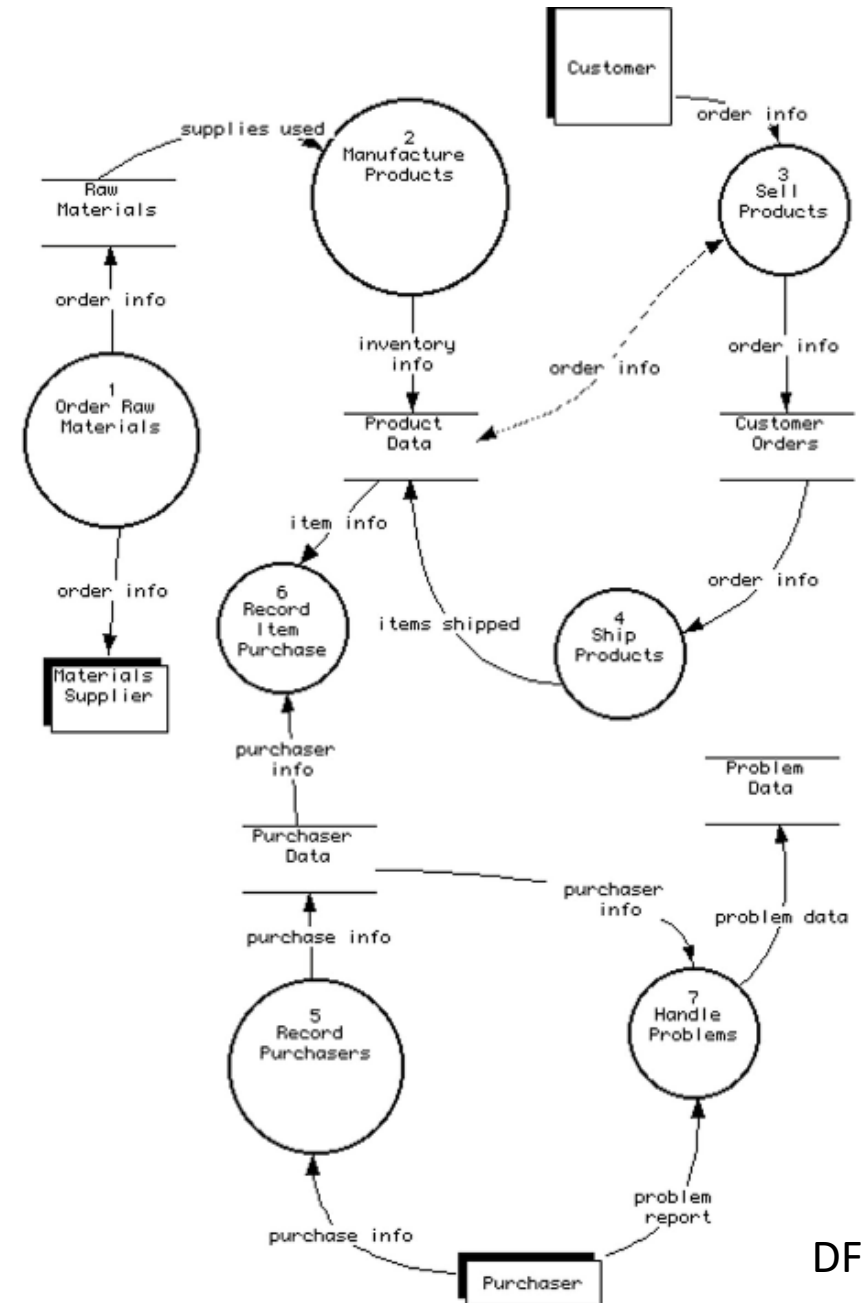 Customer
order info
supplies used
2
Manufacture
Products
3
Sell
Products
Raw
Materials
order info
inventory
info
order info
order info
1
Order Raw
Materials
Product
Data
Customer
Orders
item info
order info
order info
6
Record
Item
Purchase
items shipped
4
Ship
Products
Materials
Supplier
purchaser
info
Problem
Data
Purchaser
Data
purchaser
info
problem data
purchase info
5
Record
Purchasers
7
Handle
Problems
problem
report
purchase info
Purchaser
DF